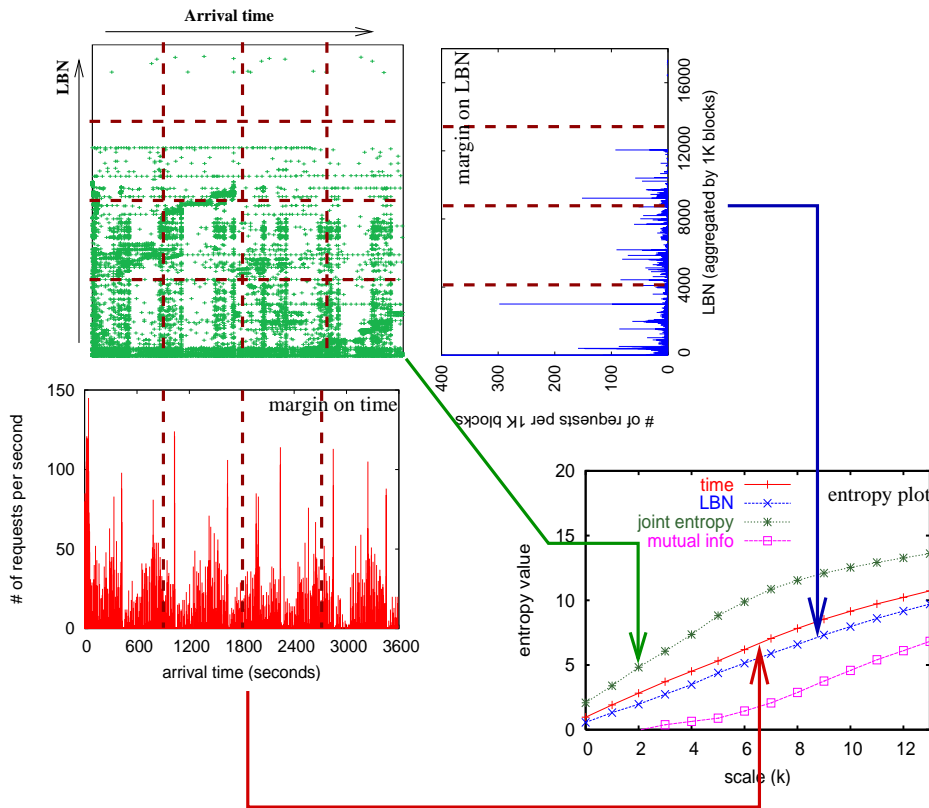 Arrival time
LBN
margin on LBN
0
4000
8000
12000
16000
LBN (aggregated by 1K blocks)
400
300
200
100
0
# of requests per 1K blocks
150
100
50
0
margin on time
# of requests per second
0
600
1200
1800
2400
3000
3600
arrival time (seconds)
20
15
10
5
0
time
LBN
joint entropy
mutual info
entropy plot
entropy value
0
2
4
6
8
10
12
scale (k)